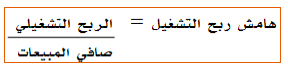 هامش ربح التشغيل = الربح التشغيلي
صافي المبيعات